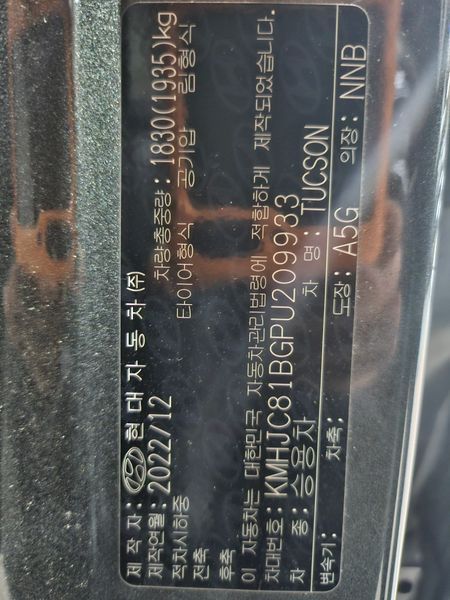 제 작 자: 현 대 자 동 차 (주)
제작연월: 2022/12 차량총중량: 1830(1935)kg
적차시하중 타이어형식 공기압 림형식
전축
후축
이 자동차는 대한민국 자동차관리법령에 적합하게 제작되었습니다.
차대번호: KMHJC81BGPU209933
차 종: 승용차 차 명: TUCSON
변속기: 차축: 도장: A5G 의장: NNB